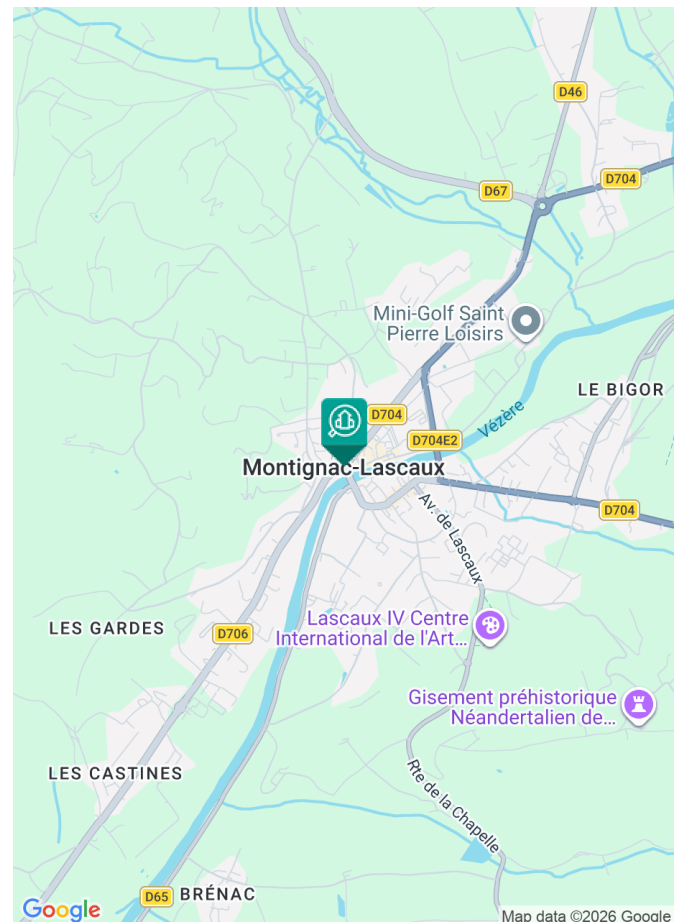 D46
D704
D67
Mini-Golf Saint
Pierre Loisirs
LE BIGOR
D704
Vézère
D704E2
Montignac-Lascaux
Av. de Lascaux
D704
Lascaux IV Centre
International de l'Art...
LES GARDES
D706
Gisement préhistorique
Néandertalien de...
LES CASTINES
Rte de la Chapelle
D65
BRÉNAC
Google
Map data ©2026 Google